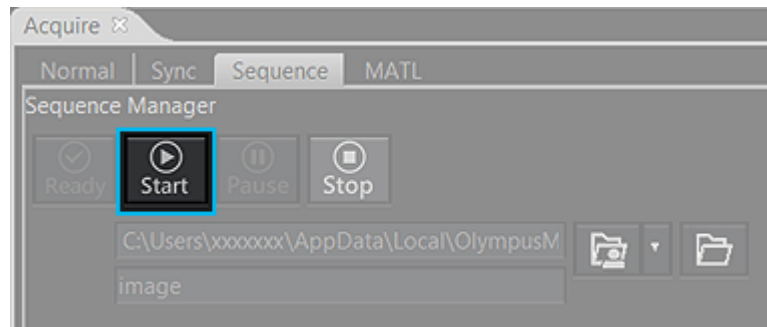 Acquire
Normal Sync Sequence MATL
Sequence Manager
Ready Start Pause Stop
C:\Users\xxxxxxx\AppData\Local\OlympusM
image